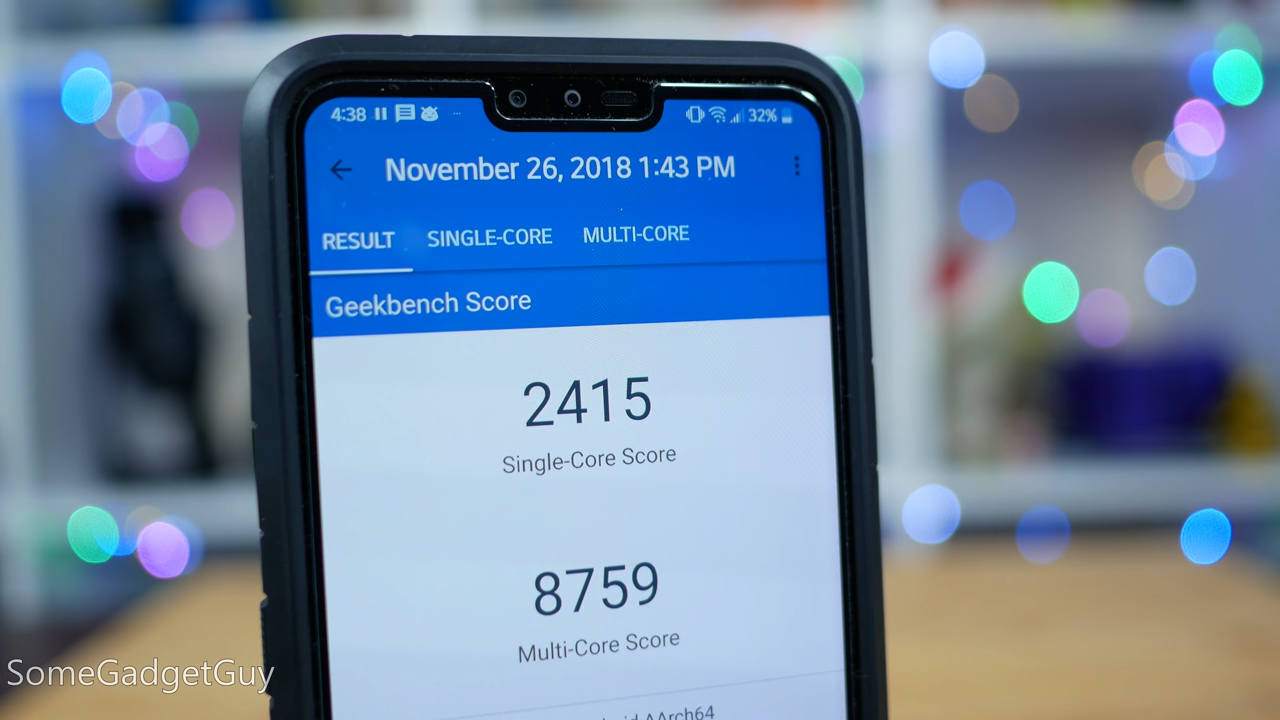 4:38 32%
November 26, 2018 1:43 PM
RESULT SINGLE-CORE MULTI-CORE
Geekbench Score
2415
Single-Core Score
8759
Multi-Core Score
AArch64
SomeGadgetGuy